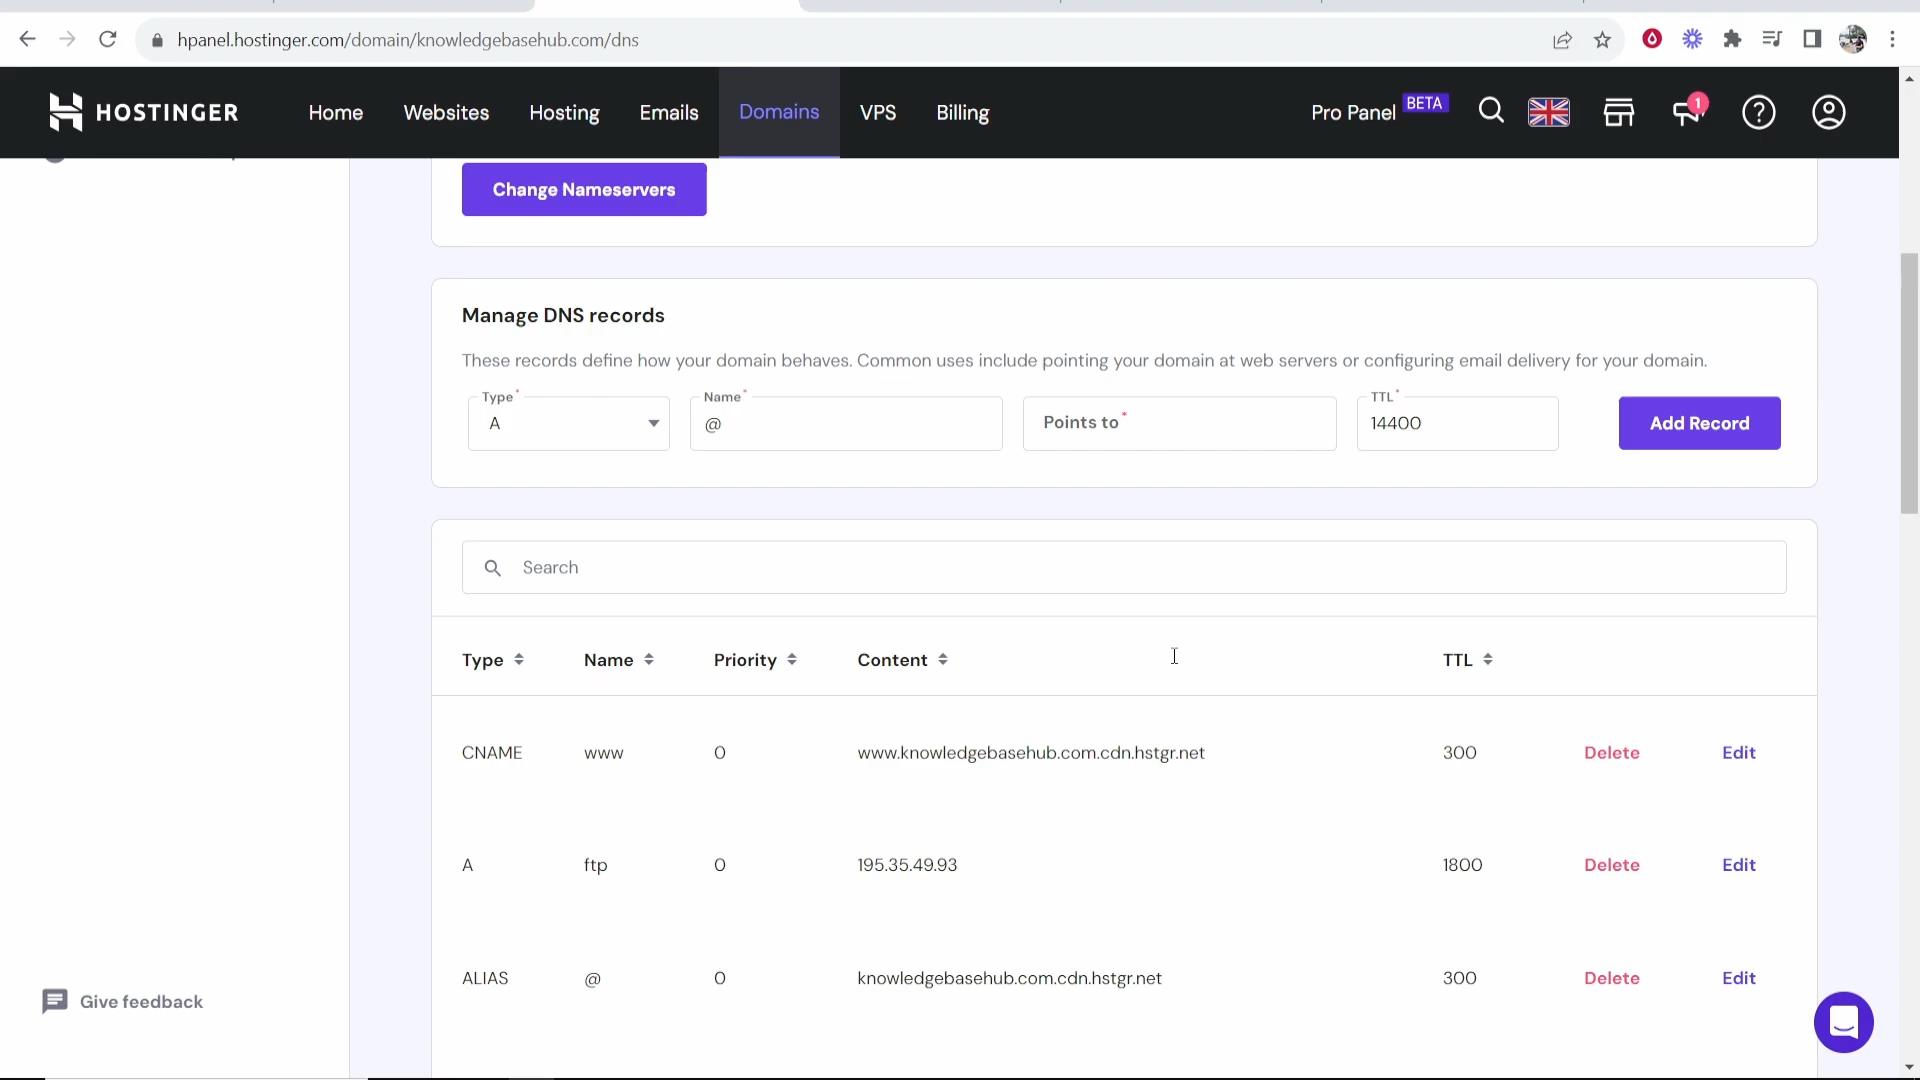 hpanel.hostinger.com/domain/knowledgebasehub.com/dns
HOSTINGER Home Websites Hosting Emails Domains VPS Billing Pro Panel BETA 1
Change Nameservers
Manage DNS records
These records define how your domain behaves. Common uses include pointing your domain at web servers or configuring email delivery for your domain.
Type* Name* TTL*
A @ Points to* 14400 Add Record
Search
Type Name Priority Content TTL
CNAME www 0 www.knowledgebasehub.com.cdn.hstgr.net 300 Delete Edit
A ftp 0 195.35.49.93 1800 Delete Edit
ALIAS @ 0 knowledgebasehub.com.cdn.hstgr.net 300 Delete Edit
Give feedback